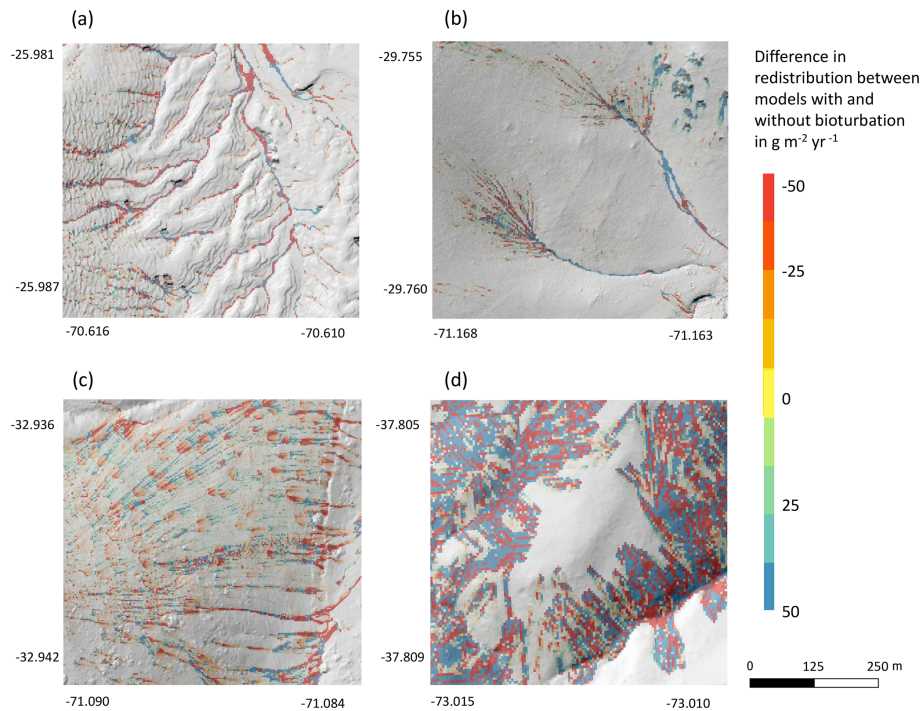 (a)
(b)
-25.981
-29.755
Difference in
redistribution between
models with and
without bioturbation
in g m⁻² yr ⁻¹
-50
-25
-25.987
-29.760
-70.616
-70.610
-71.168
-71.163
(c)
(d)
0
-32.936
-37.805
25
50
-32.942
-37.809
0
125
250 m
-71.090
-71.084
-73.015
-73.010